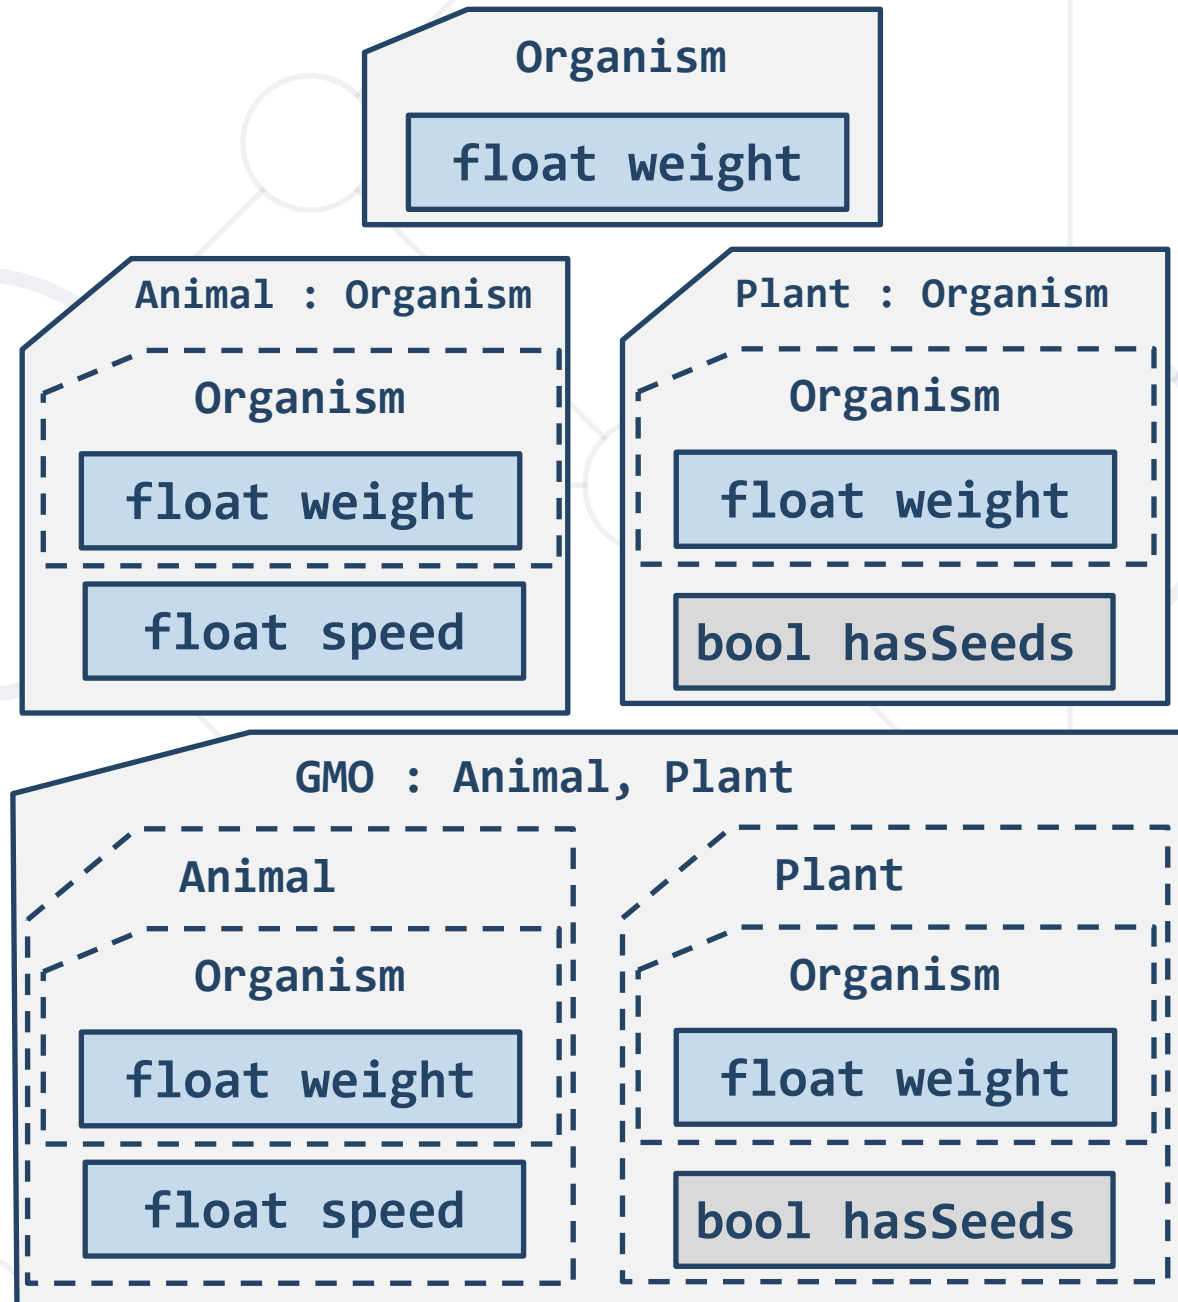 Organism
float weight
Animal : Organism
Organism
float weight
float speed
Plant : Organism
Organism
float weight
bool hasSeeds
GMO : Animal, Plant
Animal
Organism
float weight
float speed
Plant
Organism
float weight
bool hasSeeds